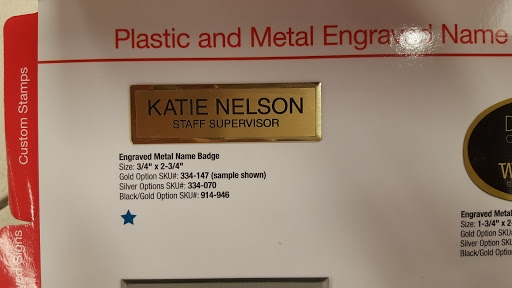 Plastic and Metal Engraved Name
Custom Stamps
KATIE NELSON
STAFF SUPERVISOR
Engraved Metal Name Badge
Size: 3/4" x 2-3/4"
Gold Option SKU#: 334-147 (sample shown)
Silver Options SKU#: 334-070
Black/Gold Option SKU#: 914-946
W
Engraved Metal
Size: 1-3/4" x 2-
Gold Option SKU
Silver Option SKU
Black/Gold Option
Signs